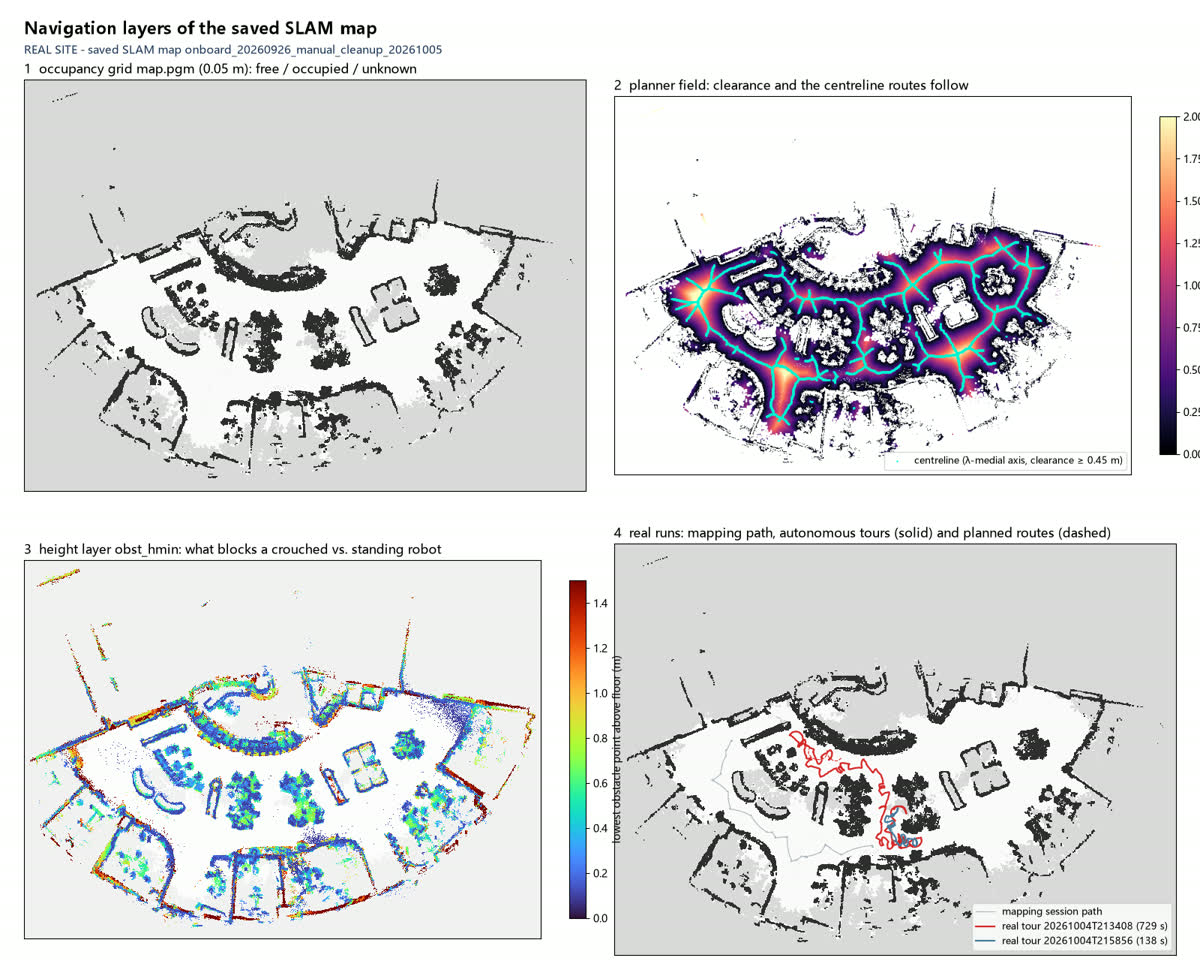 Navigation layers of the saved SLAM map
REAL SITE - saved SLAM map onboard_20260926_manual_cleanup_20261005
1 occupancy grid map.pgm (0.05 m): free / occupied / unknown
2 planner field: clearance and the centreline routes follow
2.00
1.75
1.50
1.25
1.00
0.75
0.50
0.25
0.00
centreline (λ-medial axis, clearance ≥ 0.45 m)
3 height layer obst_hmin: what blocks a crouched vs. standing robot
1.4
1.2
1.0
0.8
0.6
0.4
0.2
0.0
lowest obstacle point above floor (m)
4 real runs: mapping path, autonomous tours (solid) and planned routes (dashed)
mapping session path
real tour 20261004T213408 (729 s)
real tour 20261004T215856 (138 s)